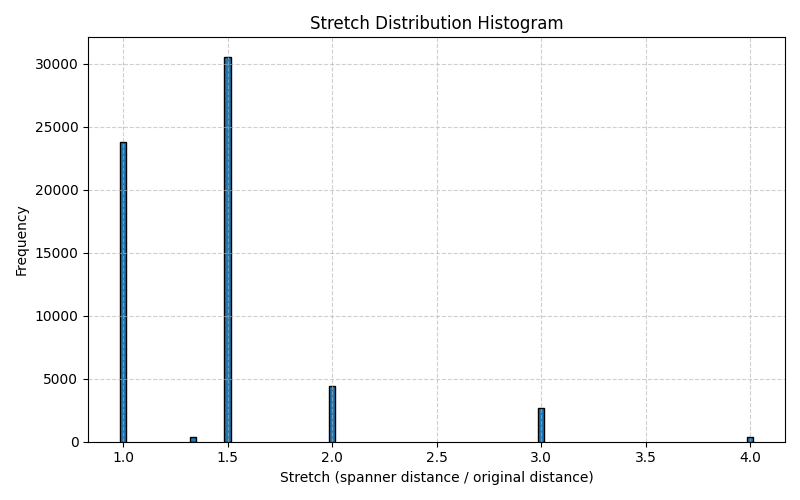 Stretch Distribution Histogram
Frequency
30000
25000
20000
15000
10000
5000
0
1.0 1.5 2.0 2.5 3.0 3.5 4.0
Stretch (spanner distance / original distance)